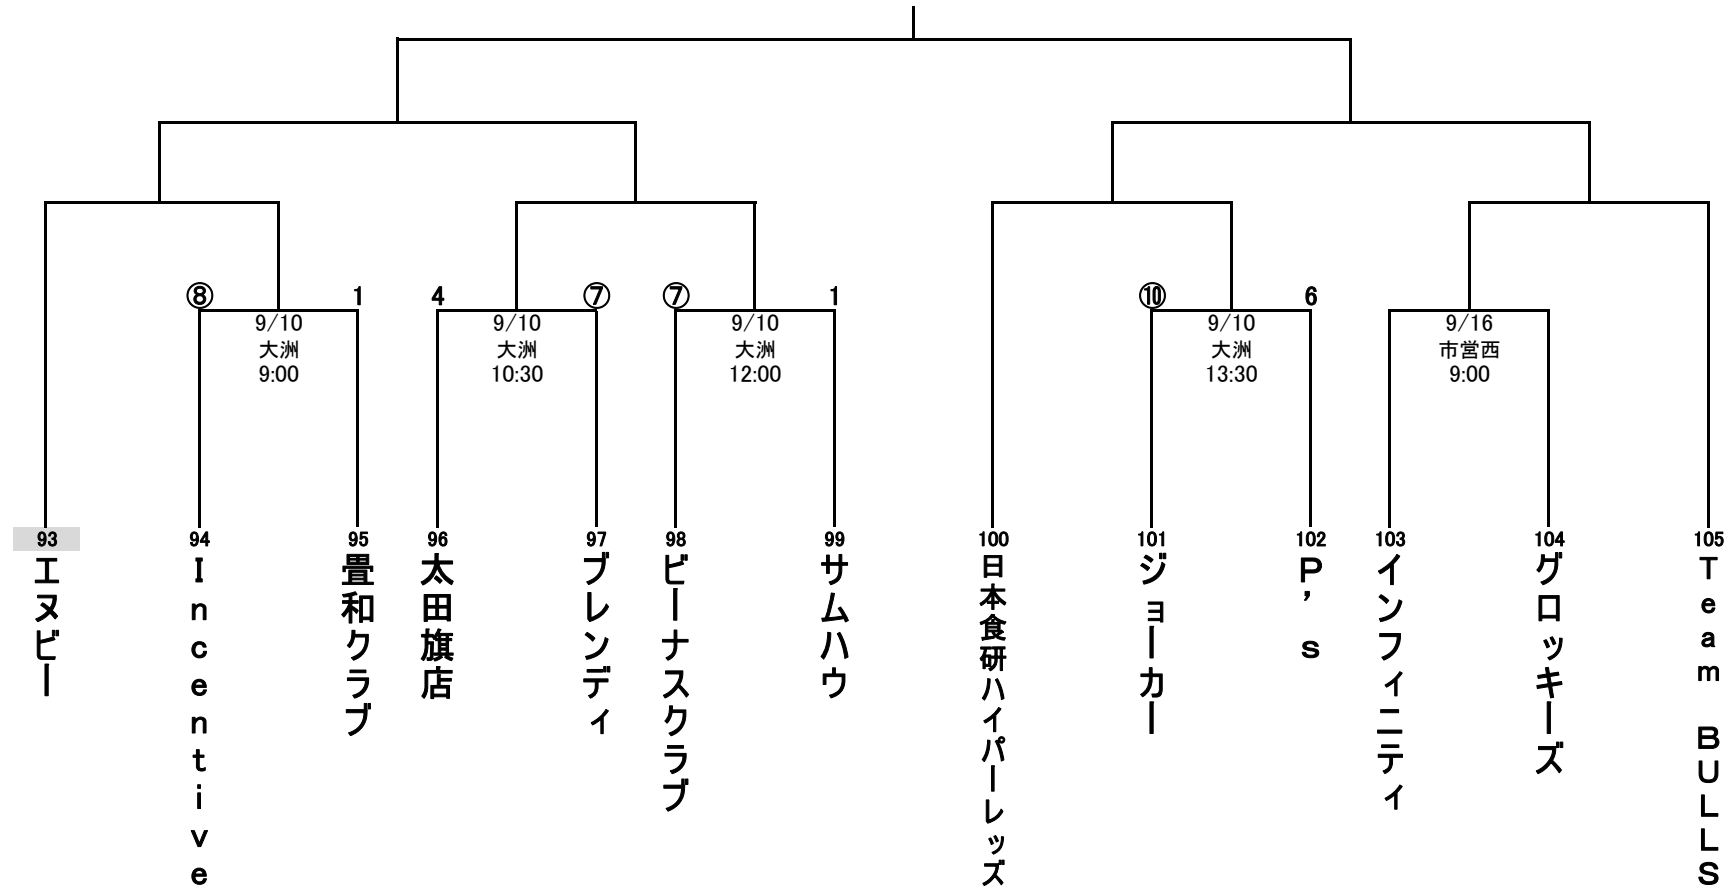 ⑧ 1 4 ⑦ ⑦ 1 ⑩ 6
9/10 9/10 9/10 9/10 9/16
大洲 大洲 大洲 大洲 市営西
9:00 10:30 12:00 13:30 9:00
93 94 95 96 97 98 99 100 101 102 103 104 105
エヌビー
Incentive
畳和クラブ
太田旗店
ブレンディ
ビーナスクラブ
サムハウ
日本食研ハイパーレッズ
ジョーカー
P's
インフィニティ
グロッキーズ
Team BULLS